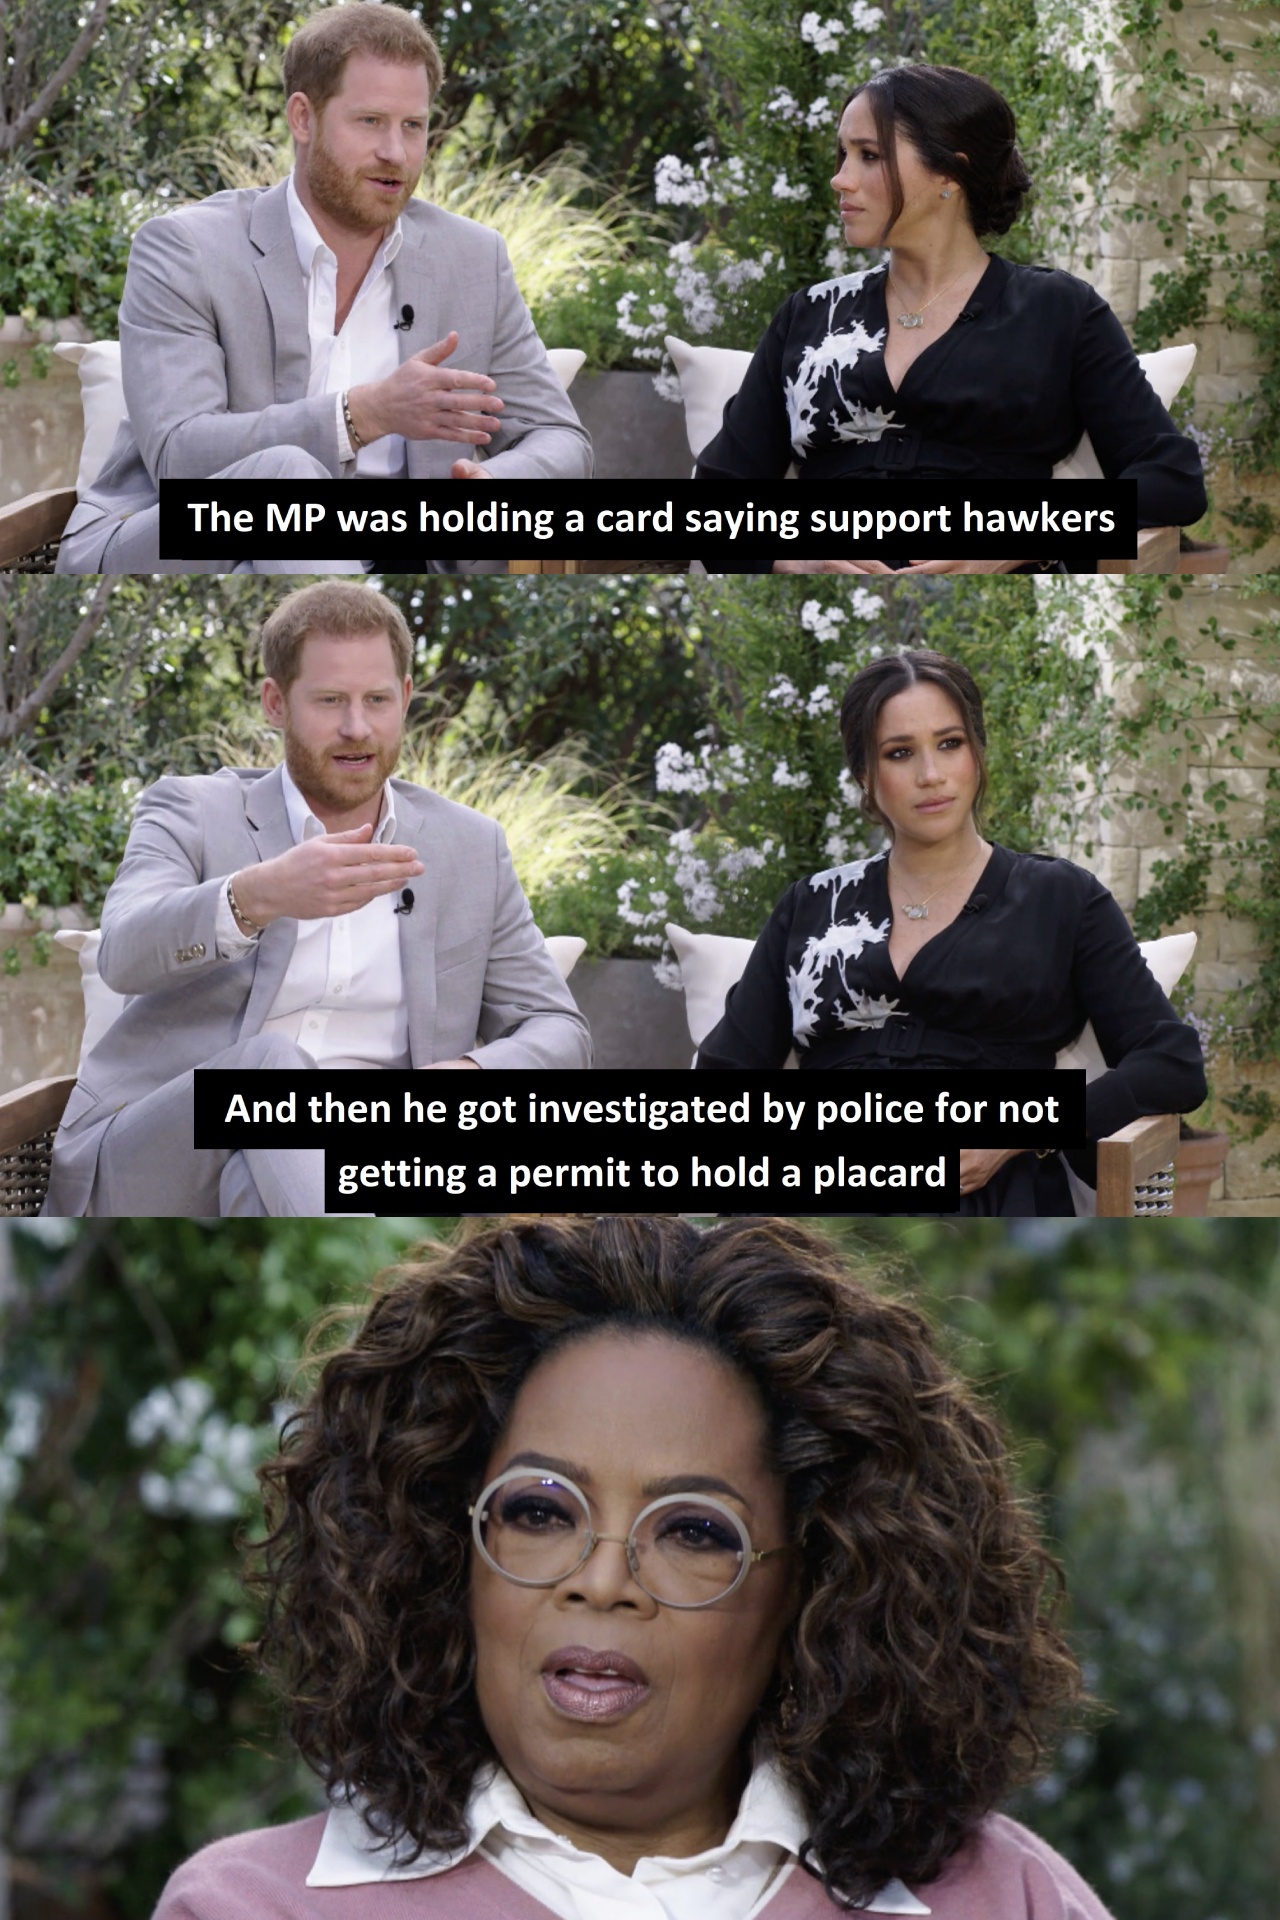 The MP was holding a card saying support hawkers
And then he got investigated by police for not
getting a permit to hold a placard